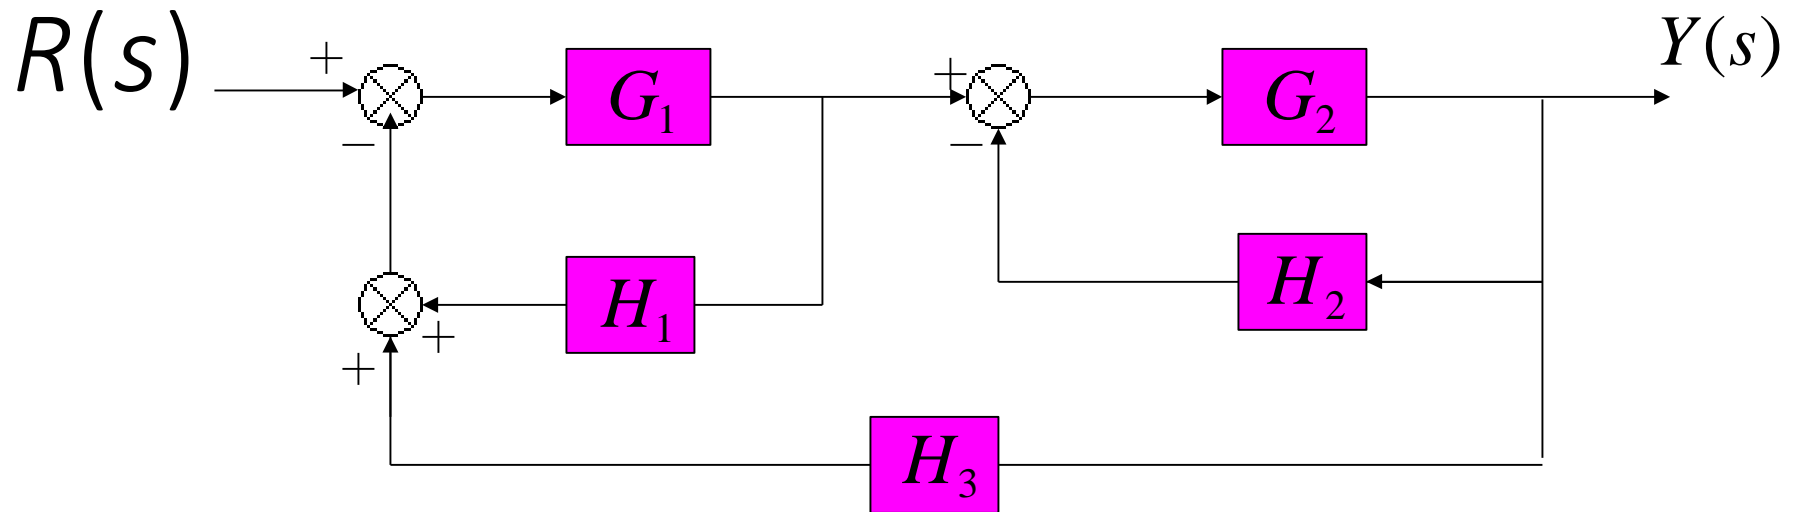 R(s) + G₁ + G₂ Y(s)
− −
H₁ H₂
+ +
H₃